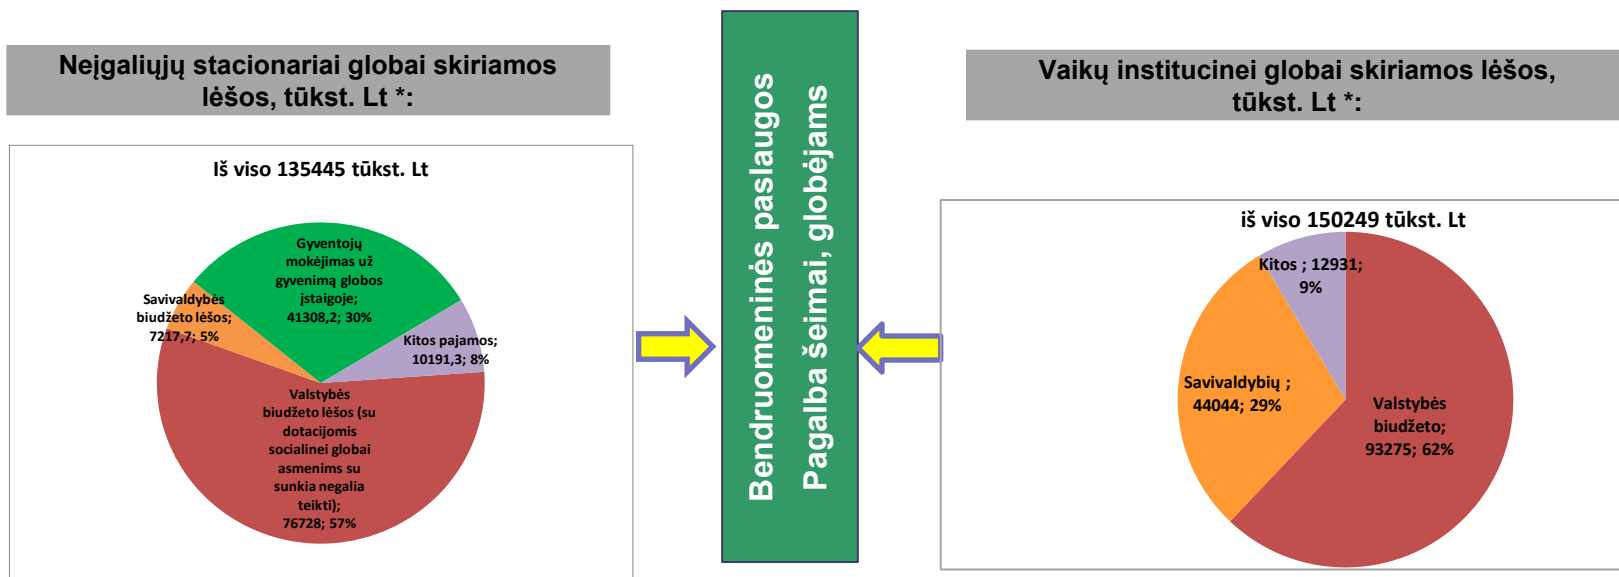 Neįgaliųjų stacionariai globai skiriamos
lėšos, tūkst. Lt *:
Iš viso 135445 tūkst. Lt
Gyventojų
mokėjimas už
gyvenimą globos
įstaigoje;
41308,2; 30%
Savivaldybės
biudžeto lėšos;
7217,7; 5%
Kitos pajamos;
10191,3; 8%
Valstybės
biudžeto lėšos (su
dotacijomis
socialinei globai
asmenims su
sunkia negalia
teikti);
76728; 57%
Bendruomeninės paslaugos
Pagalba šeimai, globėjams
Vaikų institucinei globai skiriamos lėšos,
tūkst. Lt *:
iš viso 150249 tūkst. Lt
Kitos ; 12931;
9%
Savivaldybių ;
44044; 29%
Valstybės
biudžeto;
93275; 62%